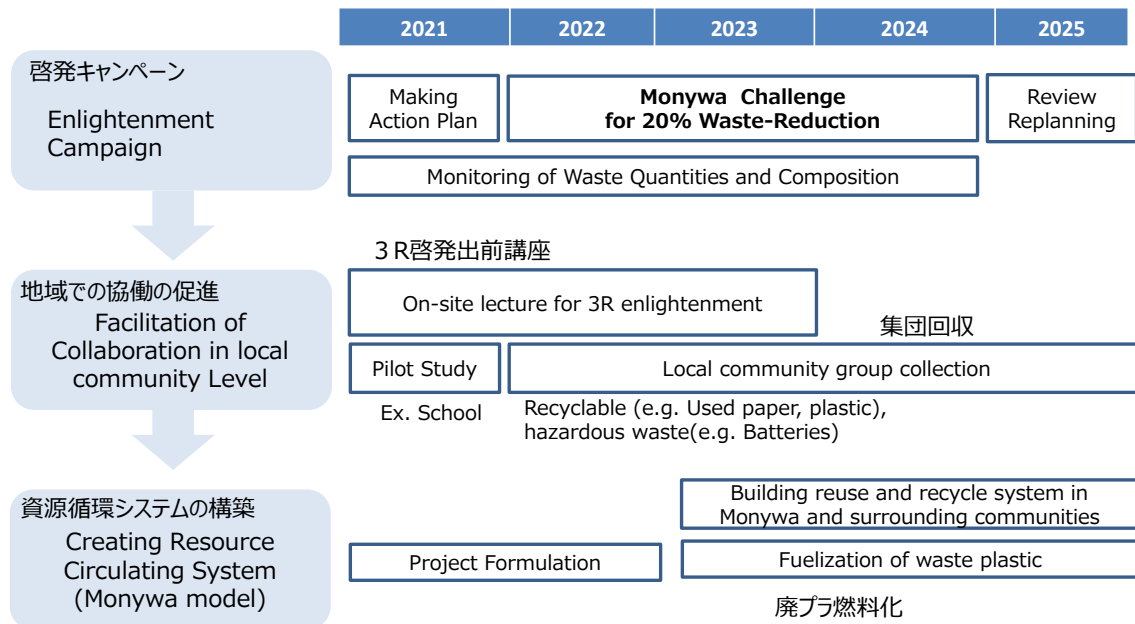 2021 2022 2023 2024 2025
啓発キャンペーン
Enlightenment
Campaign
Making
Action Plan
Monywa Challenge
for 20% Waste-Reduction
Review
Replanning
Monitoring of Waste Quantities and Composition
地域での協働の促進
Facilitation of
Collaboration in local
community Level
３R啓発出前講座
On-site lecture for 3R enlightenment
集団回収
Pilot Study
Local community group collection
Ex. School
Recyclable (e.g. Used paper, plastic),
hazardous waste(e.g. Batteries)
資源循環システムの構築
Creating Resource
Circulating System
(Monywa model)
Building reuse and recycle system in
Monywa and surrounding communities
Project Formulation
Fuelization of waste plastic
廃プラ燃料化